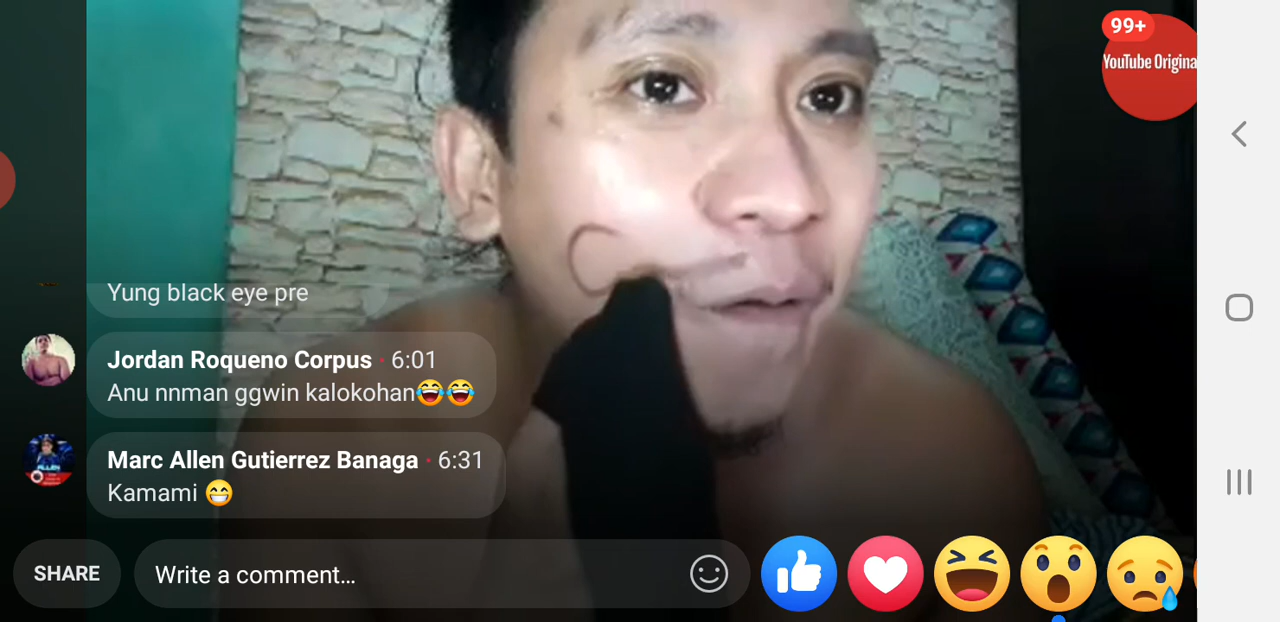 99+
YouTube Origina
Yung black eye pre
Jordan Roqueno Corpus • 6:01
Anu nnman ggwin kalokohan😂😂
Marc Allen Gutierrez Banaga • 6:31
Kamami 😁
SHARE
Write a comment...